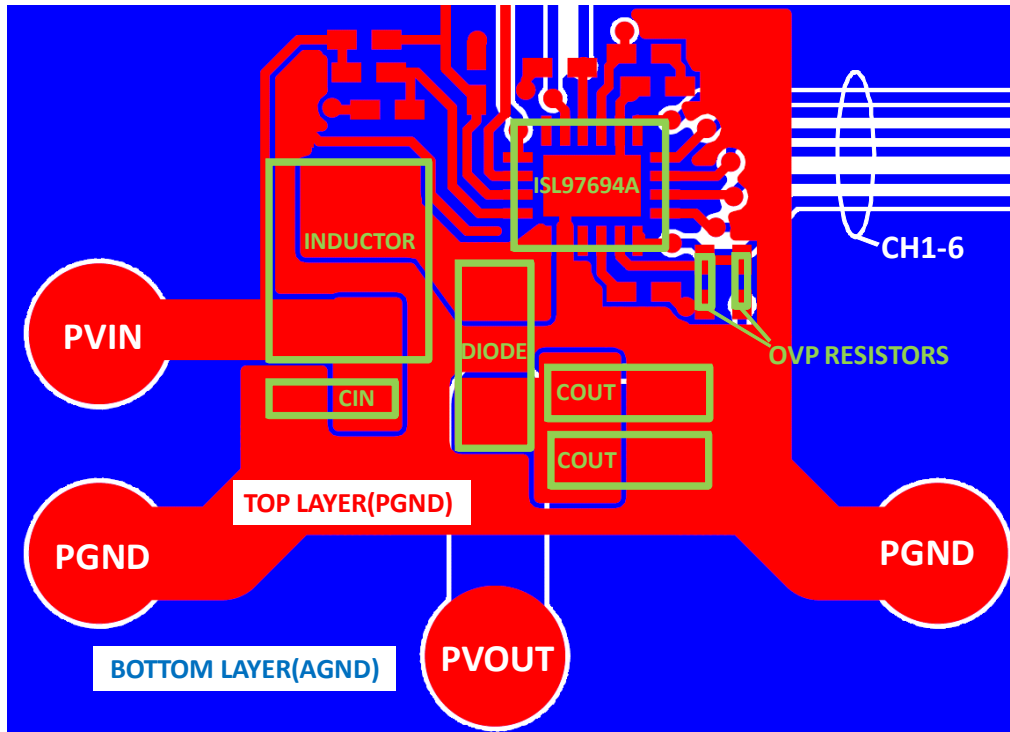 ISL97694A
INDUCTOR
CH1-6
PVIN
DIODE
OVP RESISTORS
CIN
COUT
COUT
TOP LAYER(PGND)
PGND
PGND
PVOUT
BOTTOM LAYER(AGND)